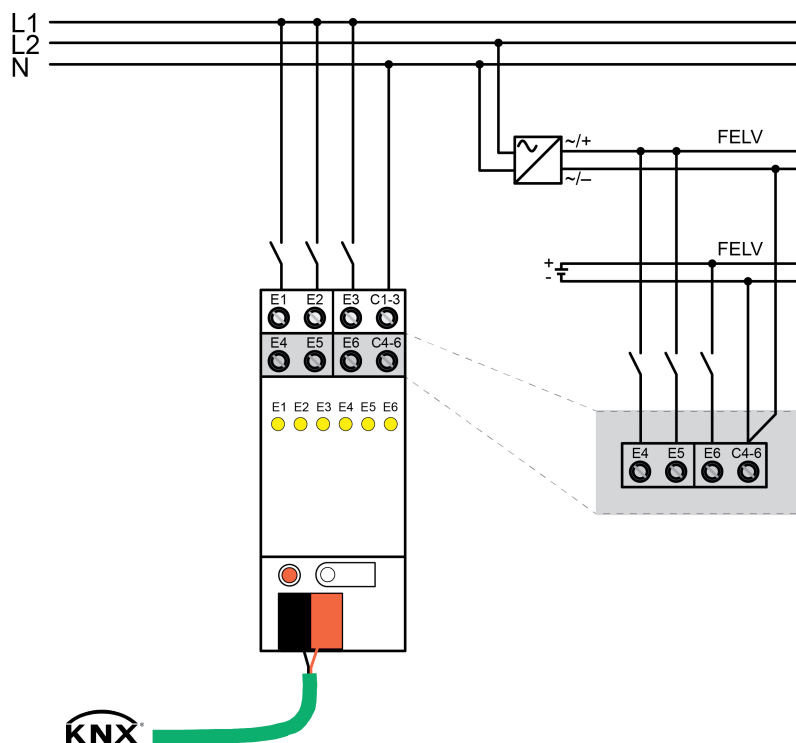 L1
L2
N
~/+ FELV
~/–
+ FELV
-
E1 E2 E3 C1-3
E4 E5 E6 C4-6
E1 E2 E3 E4 E5 E6
E4 E5 E6 C4-6
KNX®